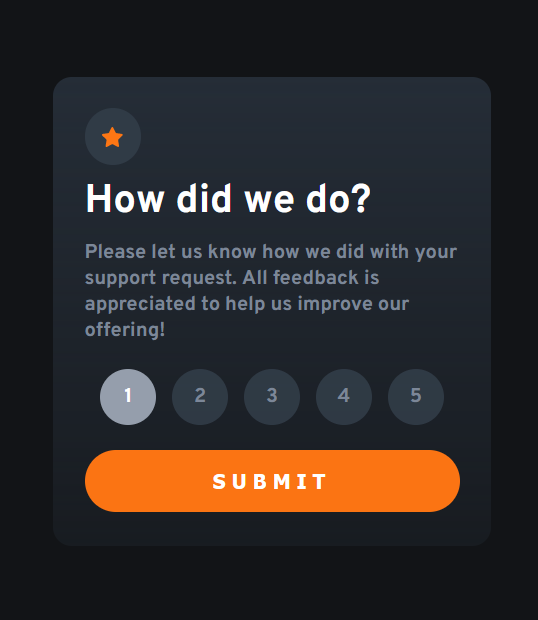 How did we do?
Please let us know how we did with your
support request. All feedback is
appreciated to help us improve our
offering!
1 2 3 4 5
SUBMIT